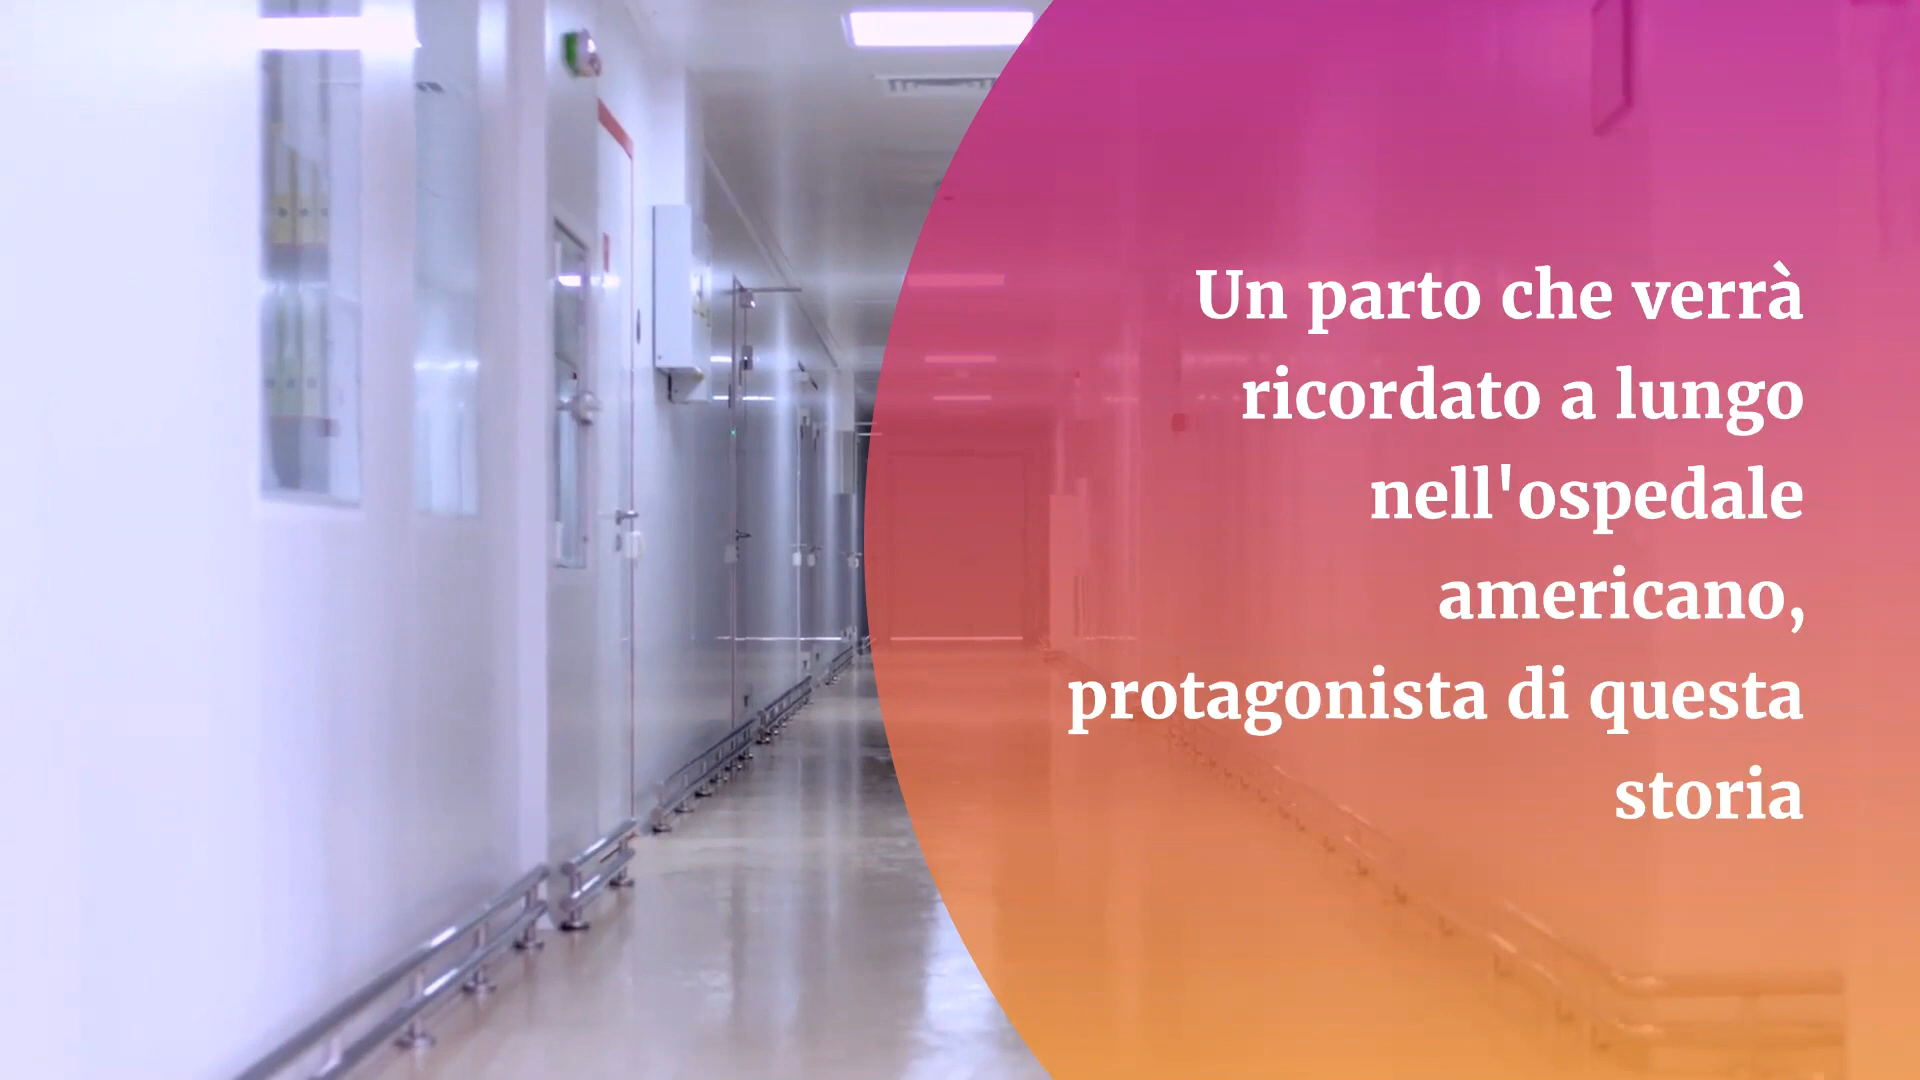 Un parto che verrà
ricordato a lungo
nell'ospedale
americano,
protagonista di questa
storia